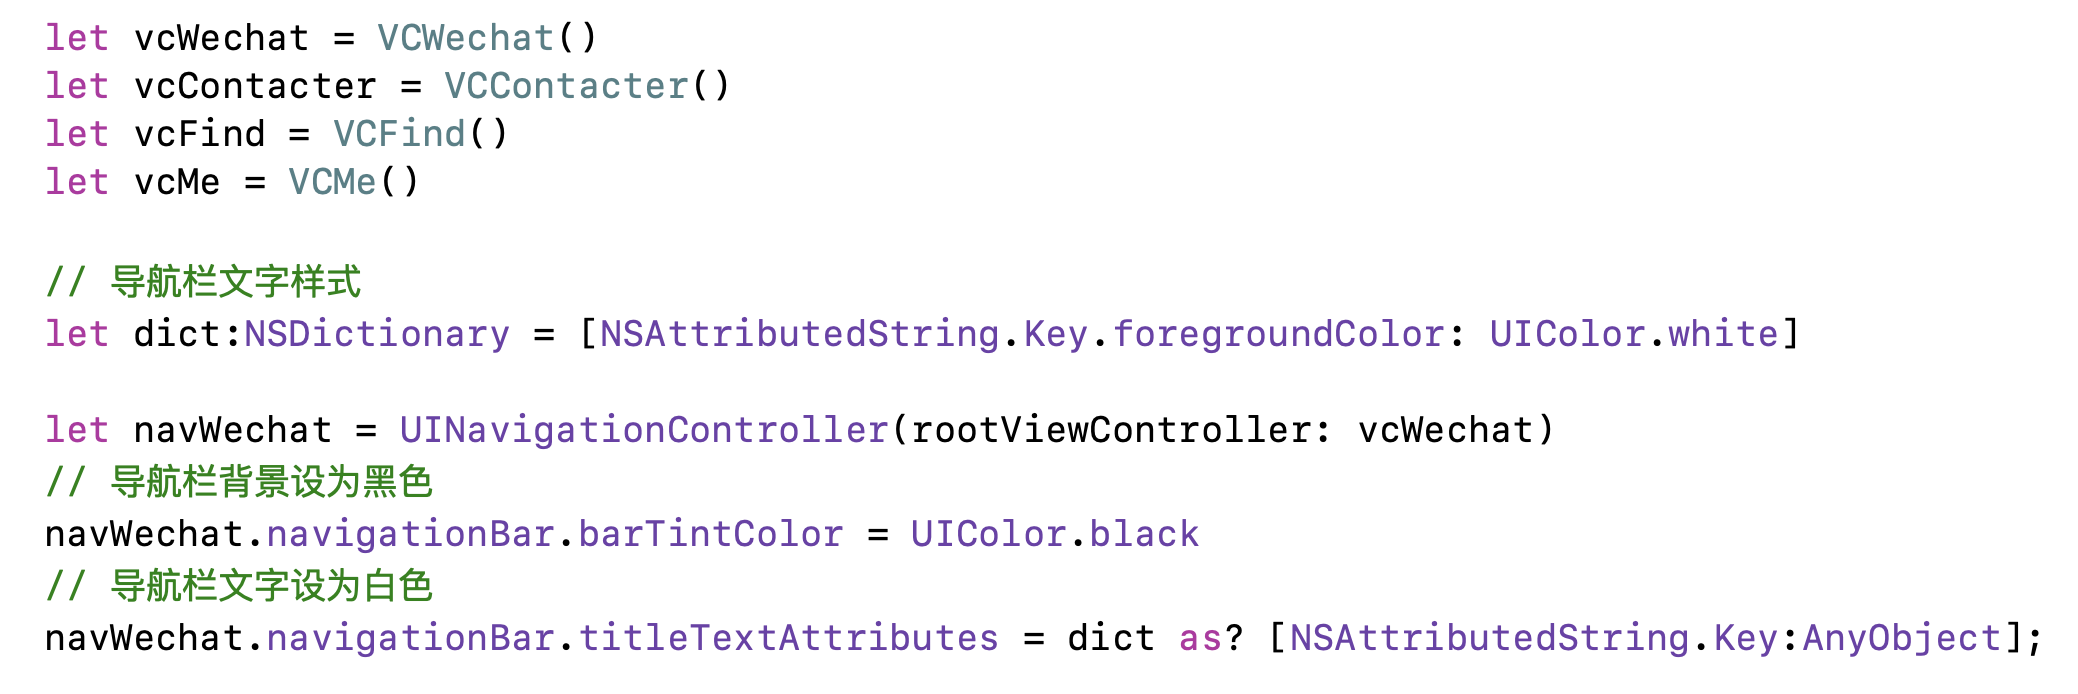 let vcWechat = VCWechat()
let vcContacter = VCContacter()
let vcFind = VCFind()
let vcMe = VCMe()
// 导航栏文字样式
let dict:NSDictionary = [NSAttributedString.Key.foregroundColor: UIColor.white]
let navWechat = UINavigationController(rootViewController: vcWechat)
// 导航栏背景设为黑色
navWechat.navigationBar.barTintColor = UIColor.black
// 导航栏文字设为白色
navWechat.navigationBar.titleTextAttributes = dict as? [NSAttributedString.Key:AnyObject];